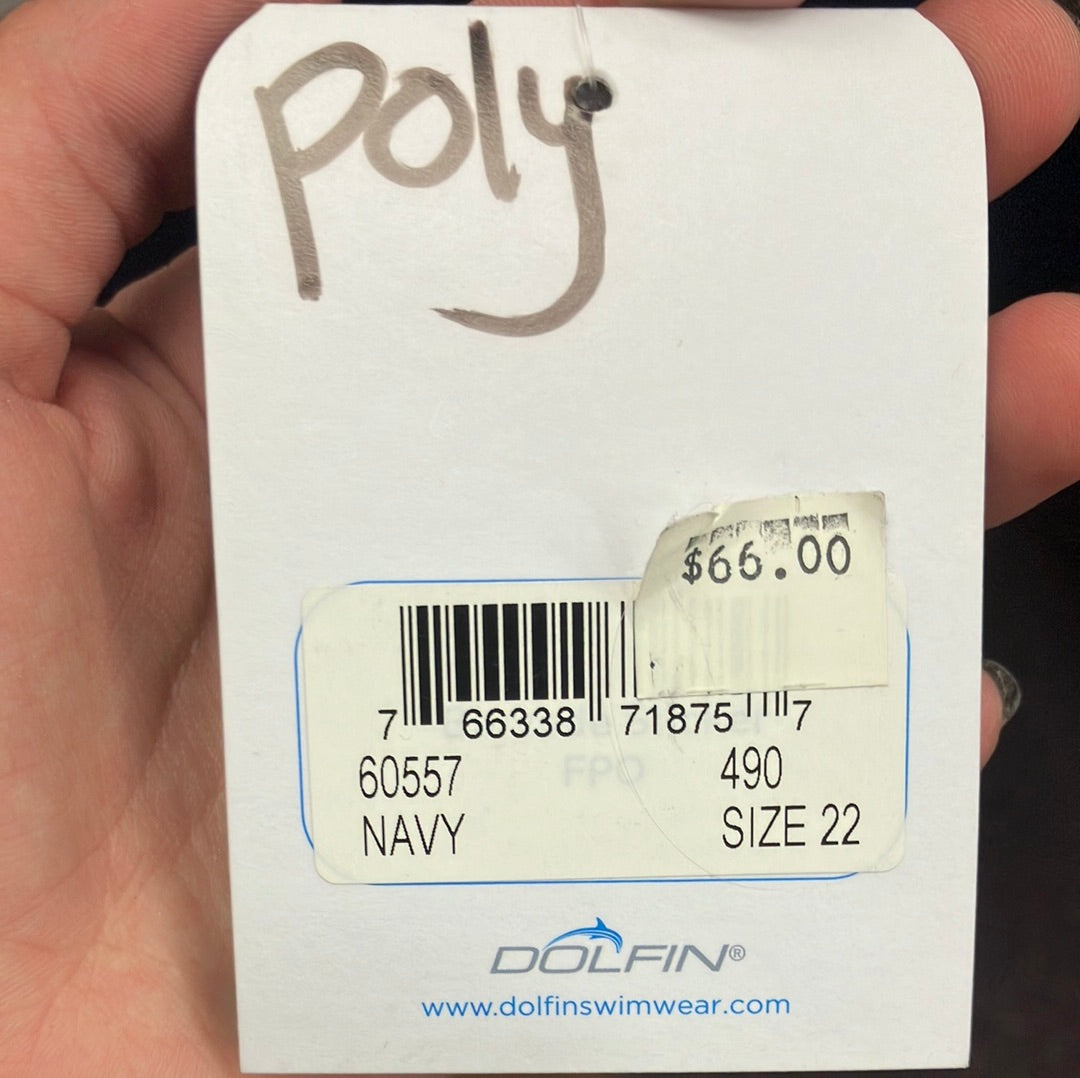 poly
$66.00
7 66338 71875 7
60557 490
NAVY SIZE 22
DOLFIN®
www.dolfinswimwear.com